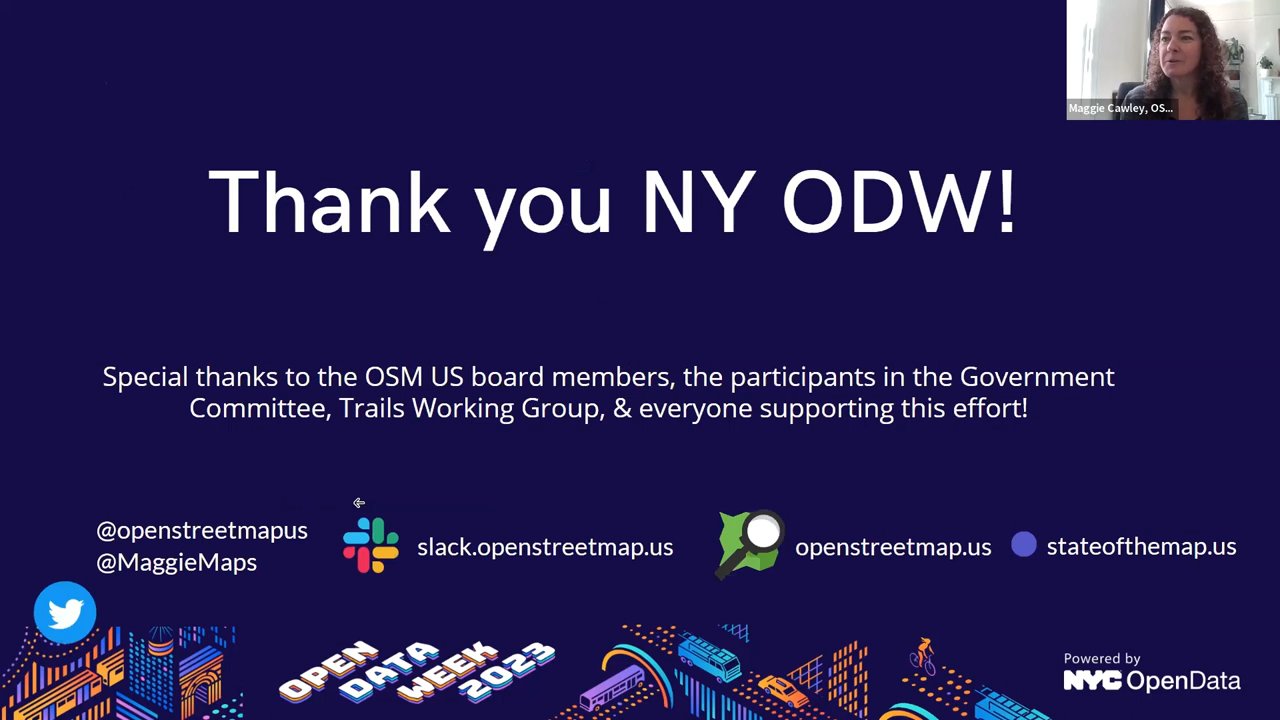 Maggie Cawley, OS...
Thank you NY ODW!
Special thanks to the OSM US board members, the participants in the Government
Committee, Trails Working Group, & everyone supporting this effort!
@openstreetmapus
@MaggieMaps
slack.openstreetmap.us
openstreetmap.us
stateofthemap.us
OPEN
DATA
WEEK
2023
Powered by
NYC OpenData